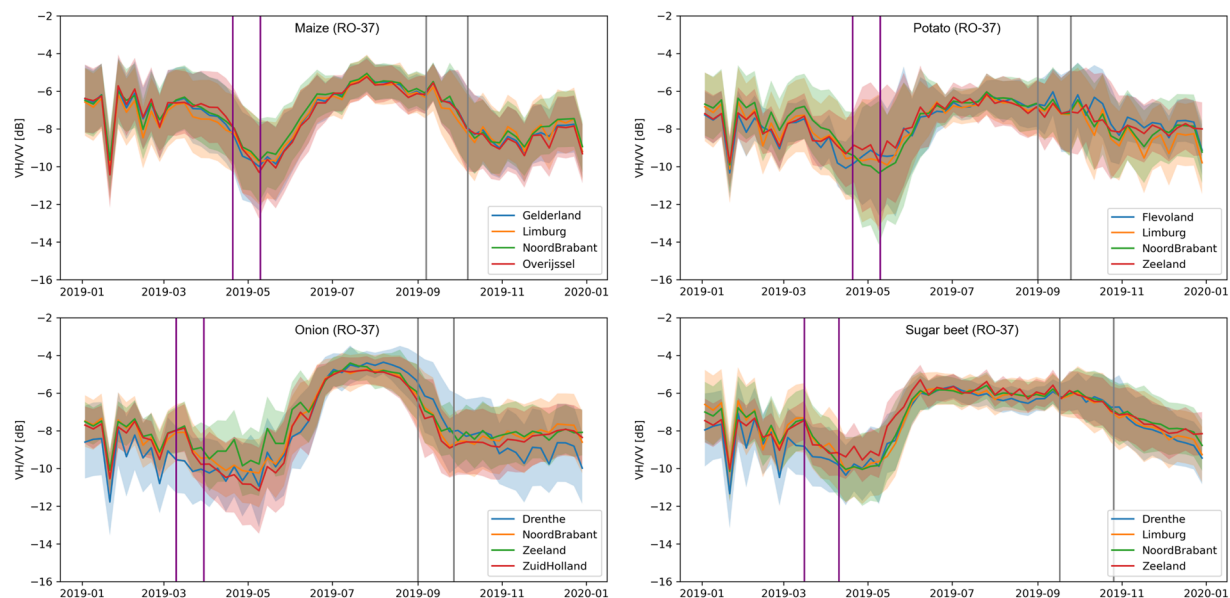 Maize (RO-37)
VH/VV [dB]
−2
−4
−6
−8
−10
−12
−14
−16
2019-01 2019-03 2019-05 2019-07 2019-09 2019-11 2020-01
Gelderland
Limburg
NoordBrabant
Overijssel
Potato (RO-37)
VH/VV [dB]
−2
−4
−6
−8
−10
−12
−14
−16
2019-01 2019-03 2019-05 2019-07 2019-09 2019-11 2020-01
Flevoland
Limburg
NoordBrabant
Zeeland
Onion (RO-37)
VH/VV [dB]
−2
−4
−6
−8
−10
−12
−14
−16
2019-01 2019-03 2019-05 2019-07 2019-09 2019-11 2020-01
Drenthe
NoordBrabant
Zeeland
ZuidHolland
Sugar beet (RO-37)
VH/VV [dB]
−2
−4
−6
−8
−10
−12
−14
−16
2019-01 2019-03 2019-05 2019-07 2019-09 2019-11 2020-01
Drenthe
Limburg
NoordBrabant
Zeeland